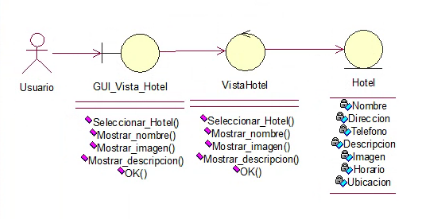 Usuario
GUI_Vista_Hotel
VistaHotel
Hotel
Seleccionar_Hotel()
Mostrar_nombre()
Mostrar_imagen()
Mostrar_descripcion()
OK()
Seleccionar_Hotel()
Mostrar_nombre()
Mostrar_imagen()
Mostrar_descripcion()
OK()
Nombre
Direccion
Telefono
Descripcion
Imagen
Horario
Ubicacion